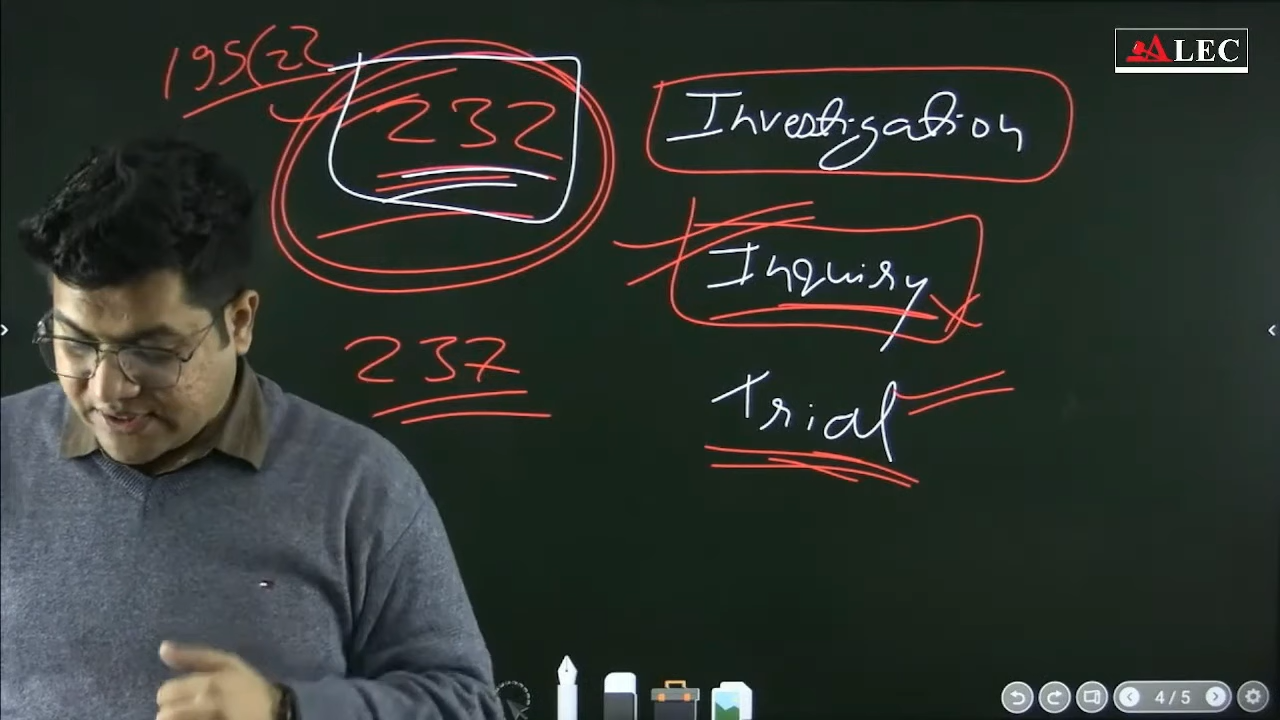 ALEC
195(2)
232
Investigation
Inquiry
237
Trial
4/5